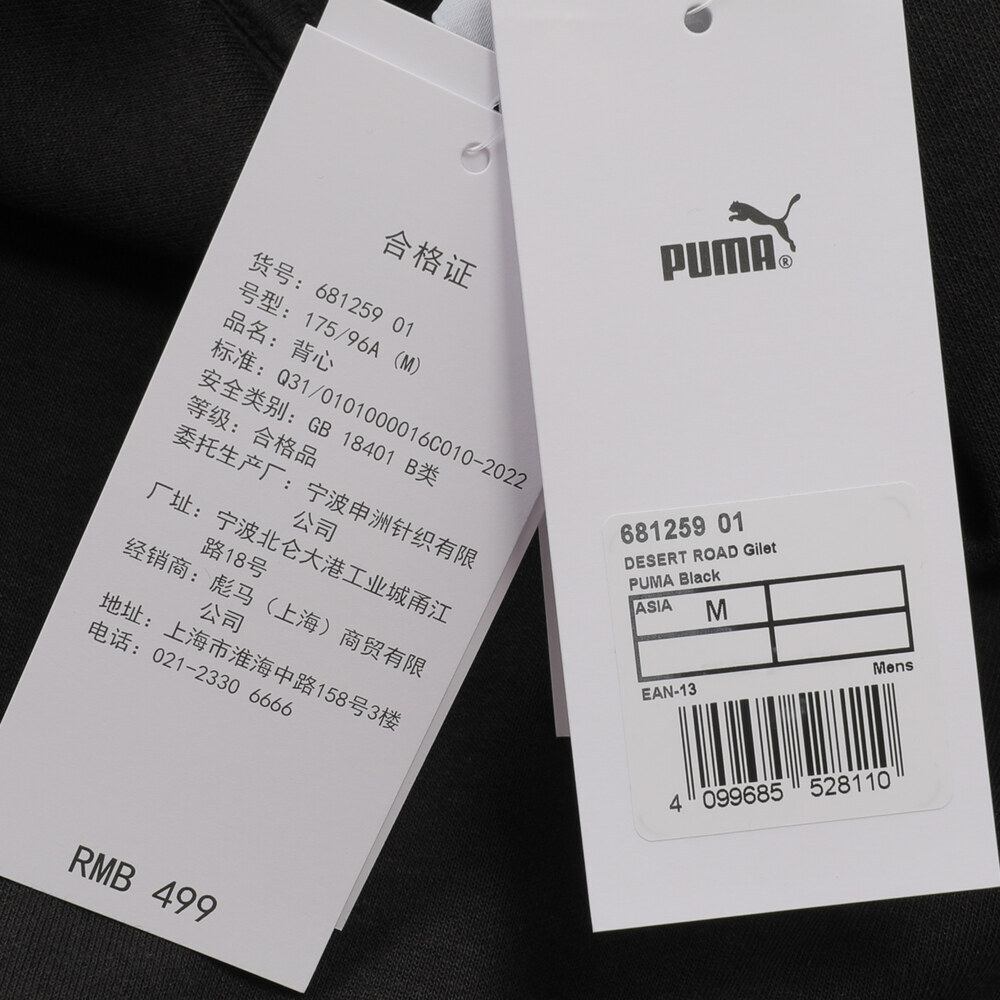 合格证
货号: 681259 01
号型: 175/96A (M)
品名: 背心
标准: Q31/0101000016C010-2022
安全类别: GB 18401 B类
等级: 合格品
委托生产厂: 宁波申洲针织有限
公司
厂址: 宁波北仑大港工业城甬江
路18号
经销商: 彪马（上海）商贸有限
公司
地址: 上海市淮海中路158号3楼
电话: 021-2330 6666
RMB 499
PUMA®
681259 01
DESERT ROAD Gilet
PUMA Black
ASIA M
Mens
EAN-13
4 099685 528110